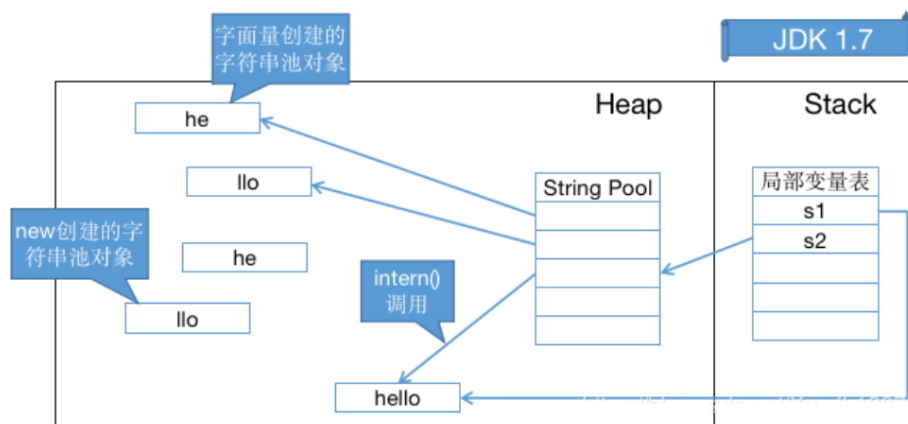 JDK 1.7
字面量创建的
字符串池对象
Heap
Stack
he
llo
String Pool
局部变量表
s1
s2
new创建的字
符串池对象
he
intern()
调用
llo
hello